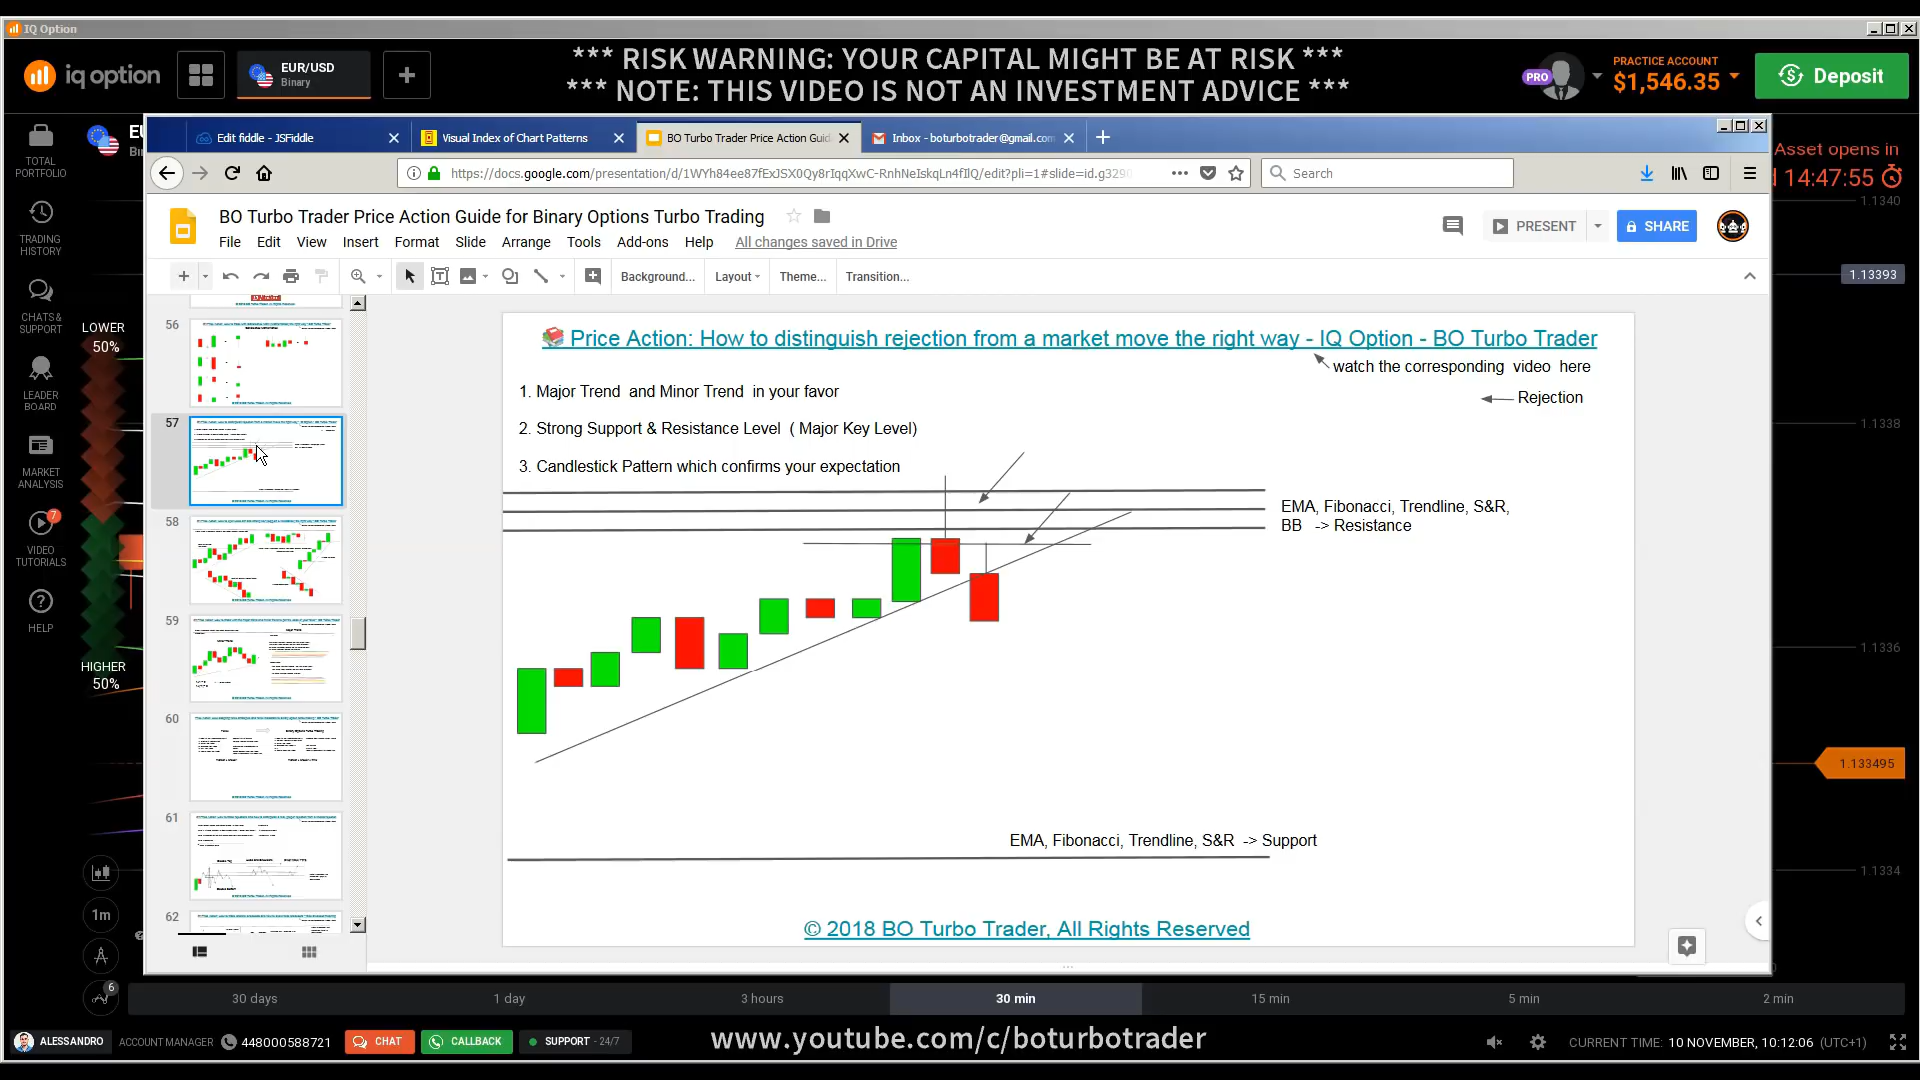 IQ Option
iq option
EUR/USD
Binary
*** RISK WARNING: YOUR CAPITAL MIGHT BE AT RISK ***
*** NOTE: THIS VIDEO IS NOT AN INVESTMENT ADVICE ***
PRO
PRACTICE ACCOUNT
$1,546.35
Deposit
Edit fiddle - JSFiddle
Visual Index of Chart Patterns
BO Turbo Trader Price Action Guid
Inbox - boturbotrader@gmail.com
Asset opens in
14:47:55
https://docs.google.com/presentation/d/1WYh84ee87fExJSX0Qy8rIqqXwC-RnhNeIskqLn4fIlQ/edit?pli=1#slide=id.g329
Search
BO Turbo Trader Price Action Guide for Binary Options Turbo Trading
File Edit View Insert Format Slide Arrange Tools Add-ons Help All changes saved in Drive
PRESENT
SHARE
Background... Layout Theme... Transition...
TOTAL
PORTFOLIO
TRADING
HISTORY
CHATS &
SUPPORT
LEADER
BOARD
MARKET
ANALYSIS
7
VIDEO
TUTORIALS
HELP
LOWER
50%
HIGHER
50%
1m
6
56
57
58
59
60
61
62
Price Action: How to distinguish rejection from a market move the right way - IQ Option - BO Turbo Trader
watch the corresponding video here
Rejection
1. Major Trend and Minor Trend in your favor
2. Strong Support & Resistance Level ( Major Key Level)
3. Candlestick Pattern which confirms your expectation
EMA, Fibonacci, Trendline, S&R,
BB -> Resistance
EMA, Fibonacci, Trendline, S&R -> Support
© 2018 BO Turbo Trader, All Rights Reserved
1.1340
1.13393
1.1338
1.1336
1.133495
1.1334
30 days 1 day 3 hours 30 min 15 min 5 min 2 min
ALESSANDRO
ACCOUNT MANAGER
448000588721
CHAT
CALLBACK
SUPPORT - 24/7
www.youtube.com/c/boturbotrader
CURRENT TIME: 10 NOVEMBER, 10:12:06 (UTC+1)